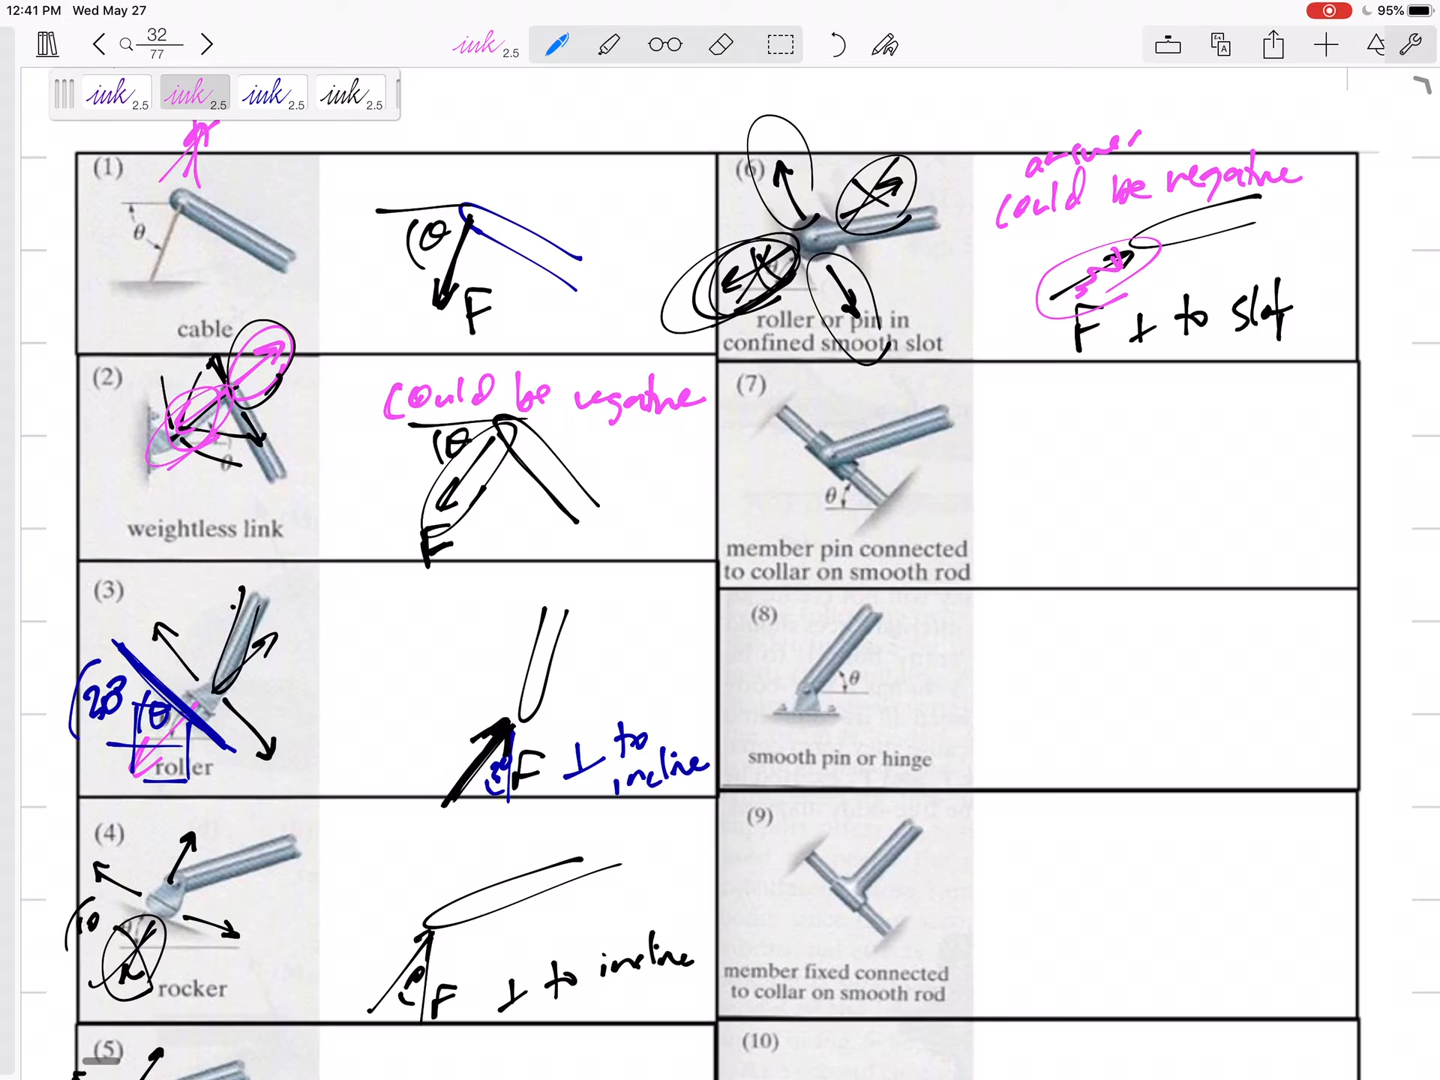 12:41 PM Wed May 27
95%
32
77
ink 2.5
ink 2.5
ink 2.5
ink 2.5
ink 2.5
(1)
θ
cable
θ
F
(2)
θ
weightless link
could be negative
θ
F
(3)
θ
roller
F ⊥ to incline
(4)
θ
rocker
F ⊥ to incline
(5)
(6)
roller or pin in
confined smooth slot
answer
could be negative
F ⊥ to slot
(7)
θ
member pin connected
to collar on smooth rod
(8)
θ
smooth pin or hinge
(9)
member fixed connected
to collar on smooth rod
(10)